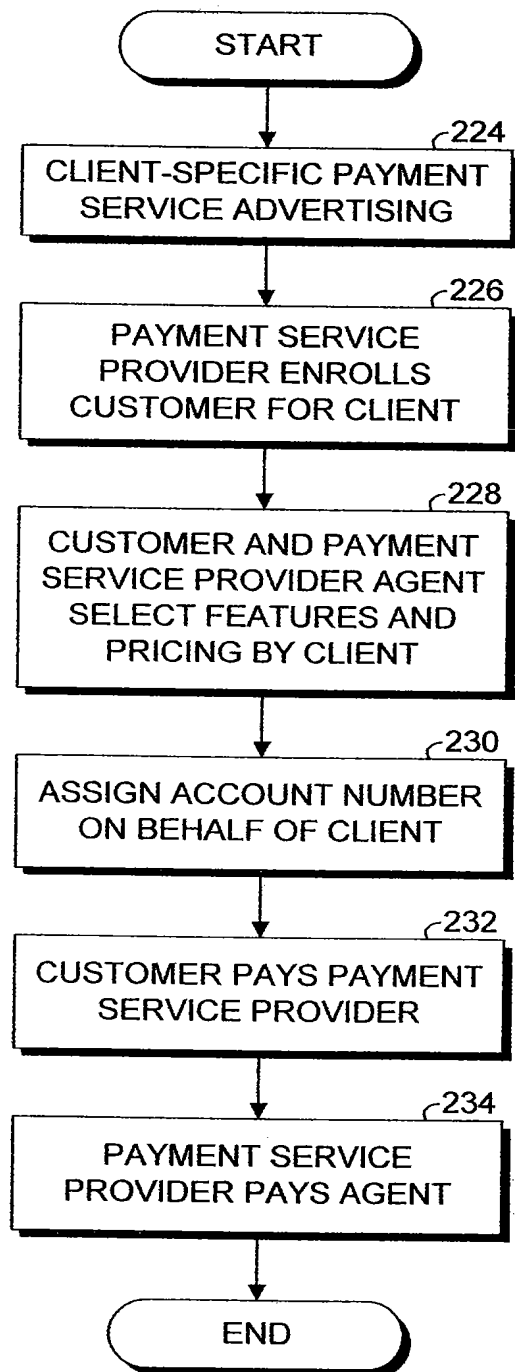 START
224
CLIENT-SPECIFIC PAYMENT
SERVICE ADVERTISING
226
PAYMENT SERVICE
PROVIDER ENROLLS
CUSTOMER FOR CLIENT
228
CUSTOMER AND PAYMENT
SERVICE PROVIDER AGENT
SELECT FEATURES AND
PRICING BY CLIENT
230
ASSIGN ACCOUNT NUMBER
ON BEHALF OF CLIENT
232
CUSTOMER PAYS PAYMENT
SERVICE PROVIDER
234
PAYMENT SERVICE
PROVIDER PAYS AGENT
END